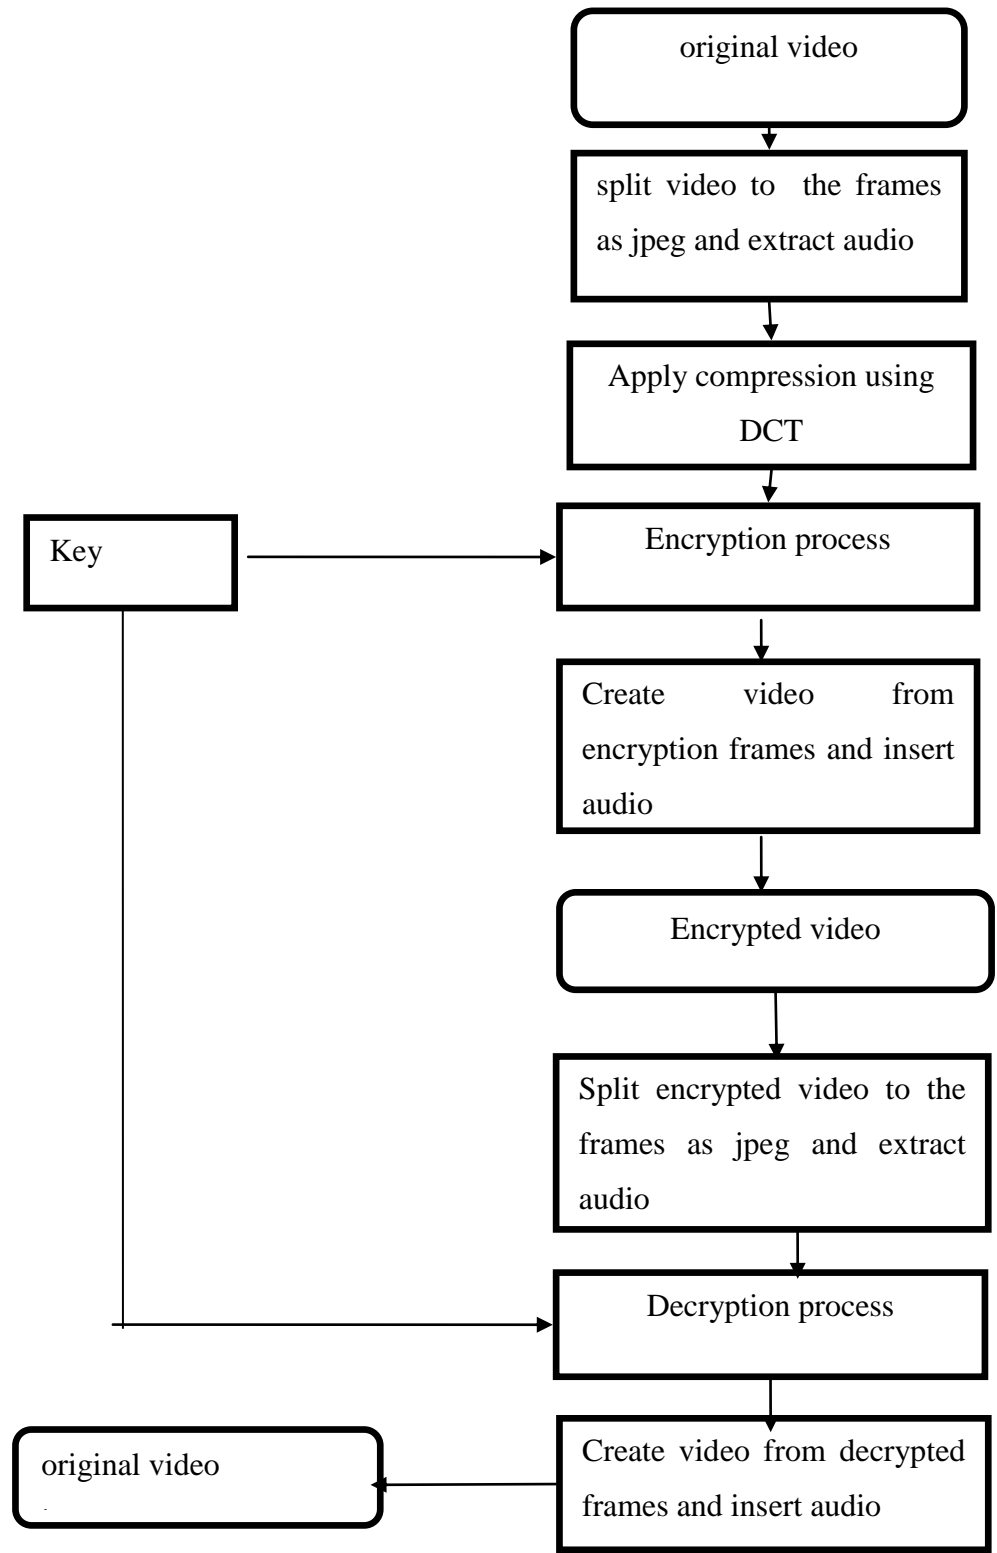 original video
split video to the frames
as jpeg and extract audio
Apply compression using
DCT
Key
Encryption process
Create video from
encryption frames and insert
audio
Encrypted video
Split encrypted video to the
frames as jpeg and extract
audio
Decryption process
Create video from decrypted
frames and insert audio
original video